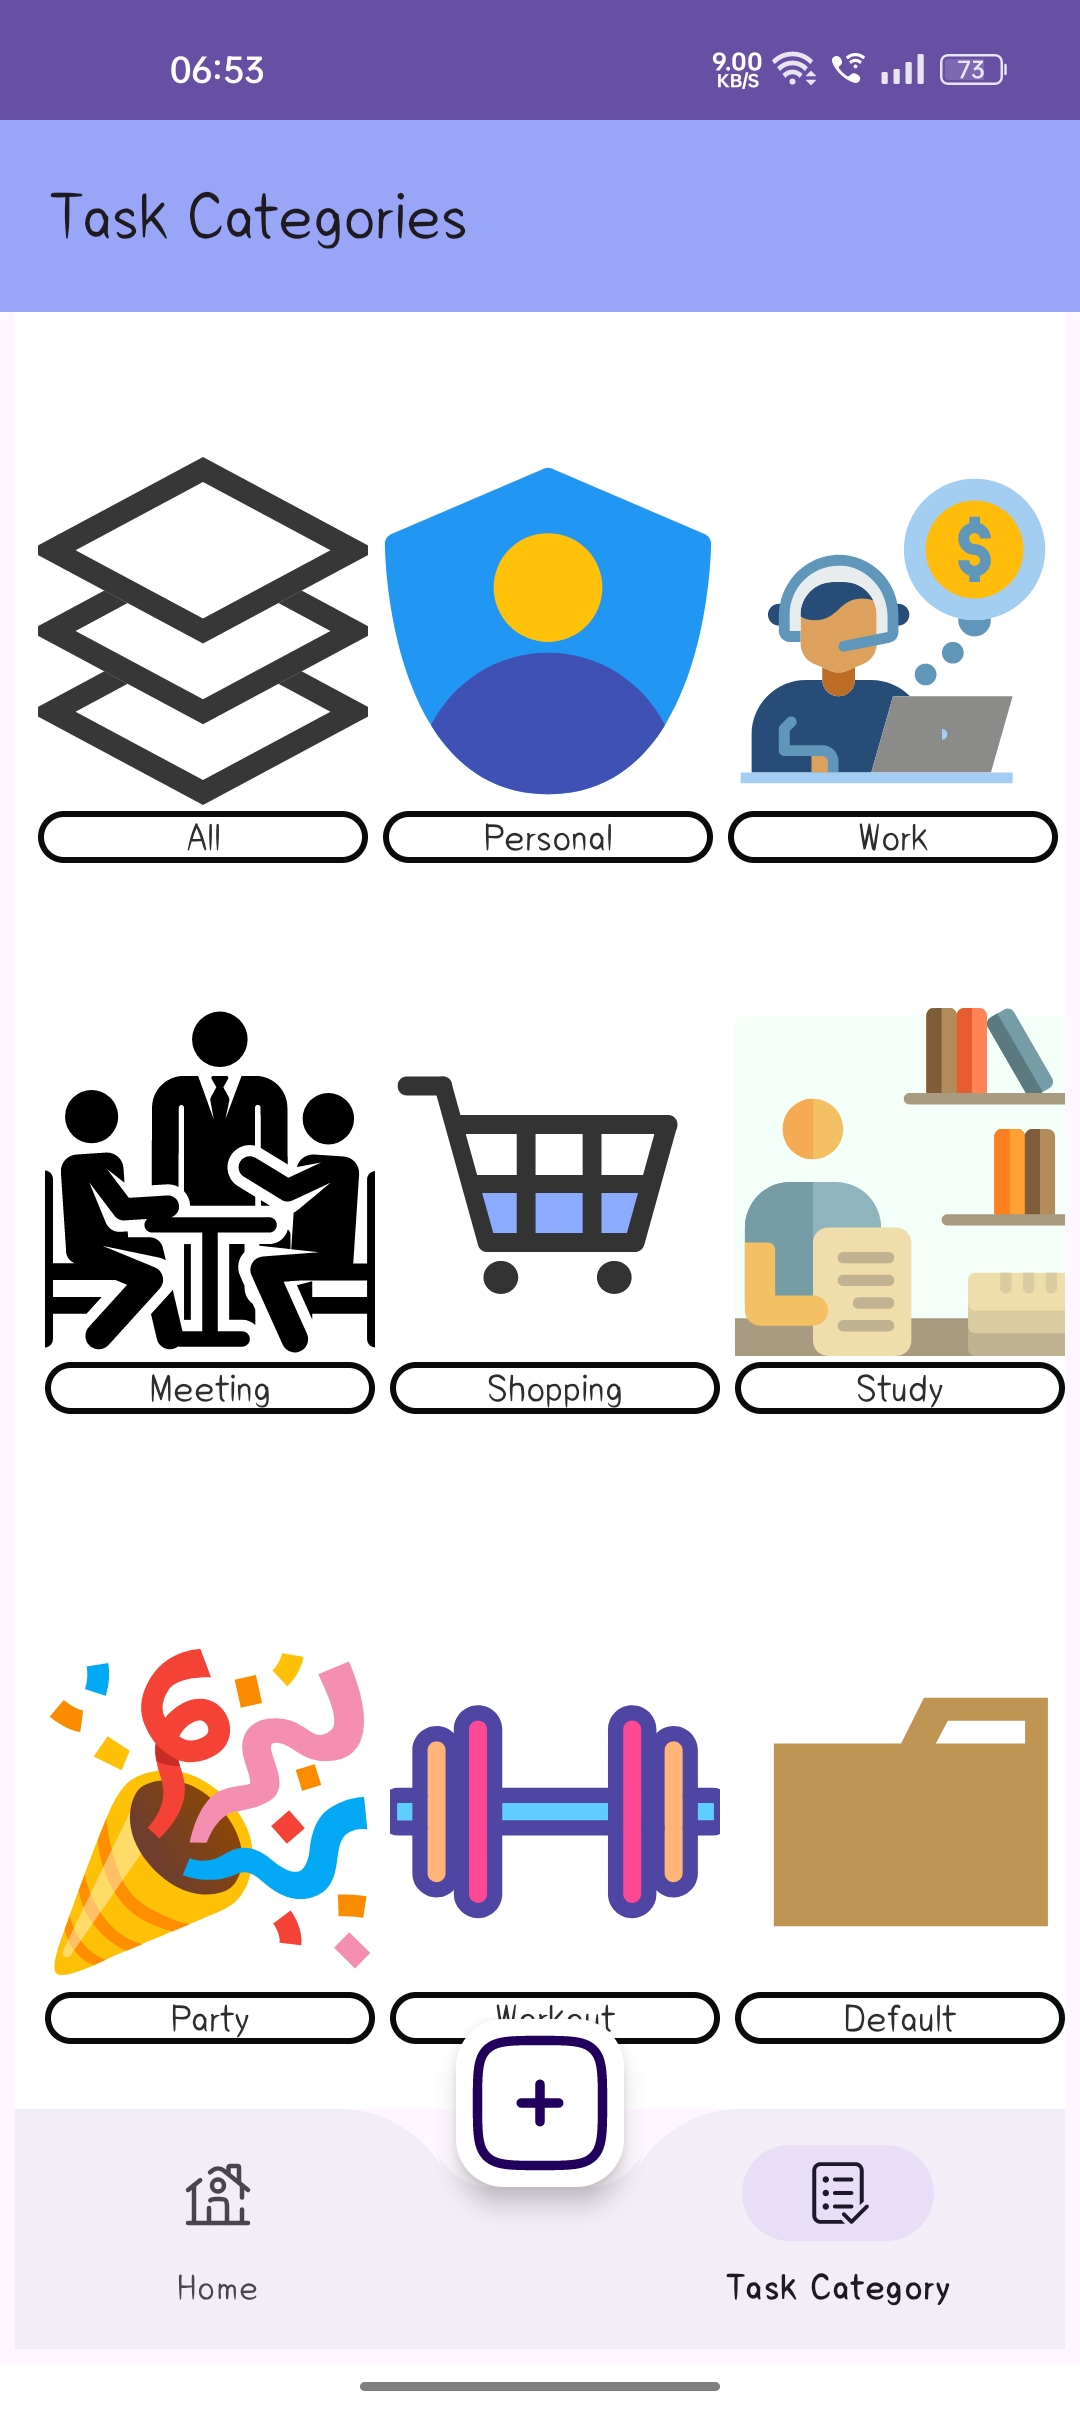 06:53
9.00
KB/S
73
Task Categories
$
All
Personal
Work
Meeting
Shopping
Study
Party
Workout
Default
Home
Task Category